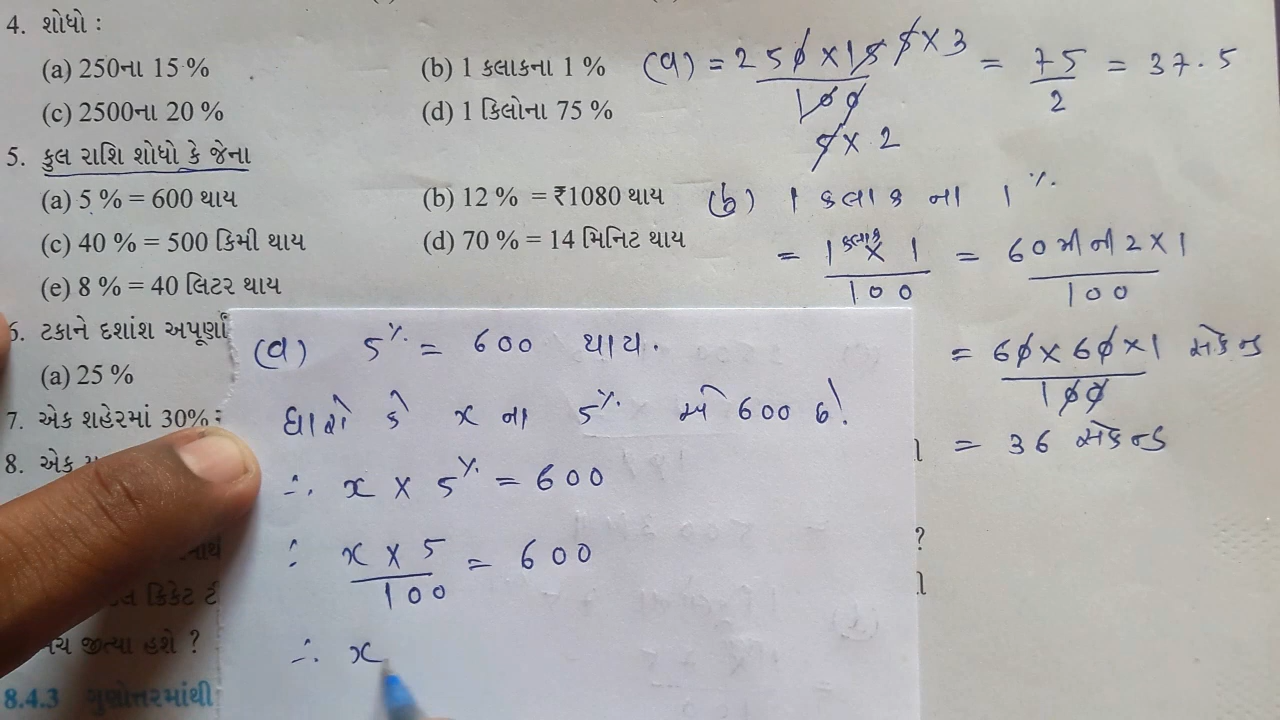 4. શોધો :
(a) 250ના 15 % (b) 1 કલાકના 1 %
(c) 2500ના 20 % (d) 1 કિલોના 75 %
5. કુલ રાશિ શોધો કે જેના
(a) 5 % = 600 થાય (b) 12 % = ₹1080 થાય
(c) 40 % = 500 કિમી થાય (d) 70 % = 14 મિનિટ થાય
(e) 8 % = 40 લિટર થાય
6. ટકાને દશાંશ અપૂર્ણાં
(a) 25 %
7. એક શહેરમાં 30%
8. એક
ક્રિકેટ ટ
જીત્યા હશે ?
8.4.3 ગુણોત્તરમાંથી
(a) = 250 × 15 5 × 3 = 75 = 37.5
100 2
5 × 2
(b) 1 કલાક ના 1 %
= 1 કલાક × 1 = 60 મીનીટ × 1
100 100
= 60 × 60 × 1 સેકન્ડ
100
= 36 સેકન્ડ
(a) 5% = 600 થાય.
ધારો કે x ના 5% એ 600 છે!
∴ x × 5% = 600
∴ x × 5 = 600
100
∴ x
?